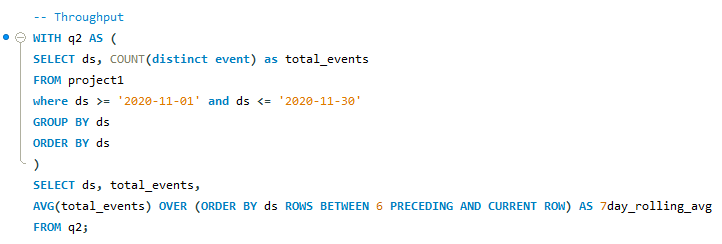 -- Throughput
WITH q2 AS (
SELECT ds, COUNT(distinct event) as total_events
FROM project1
where ds >= '2020-11-01' and ds <= '2020-11-30'
GROUP BY ds
ORDER BY ds
)
SELECT ds, total_events,
AVG(total_events) OVER (ORDER BY ds ROWS BETWEEN 6 PRECEDING AND CURRENT ROW) AS 7day_rolling_avg
FROM q2;